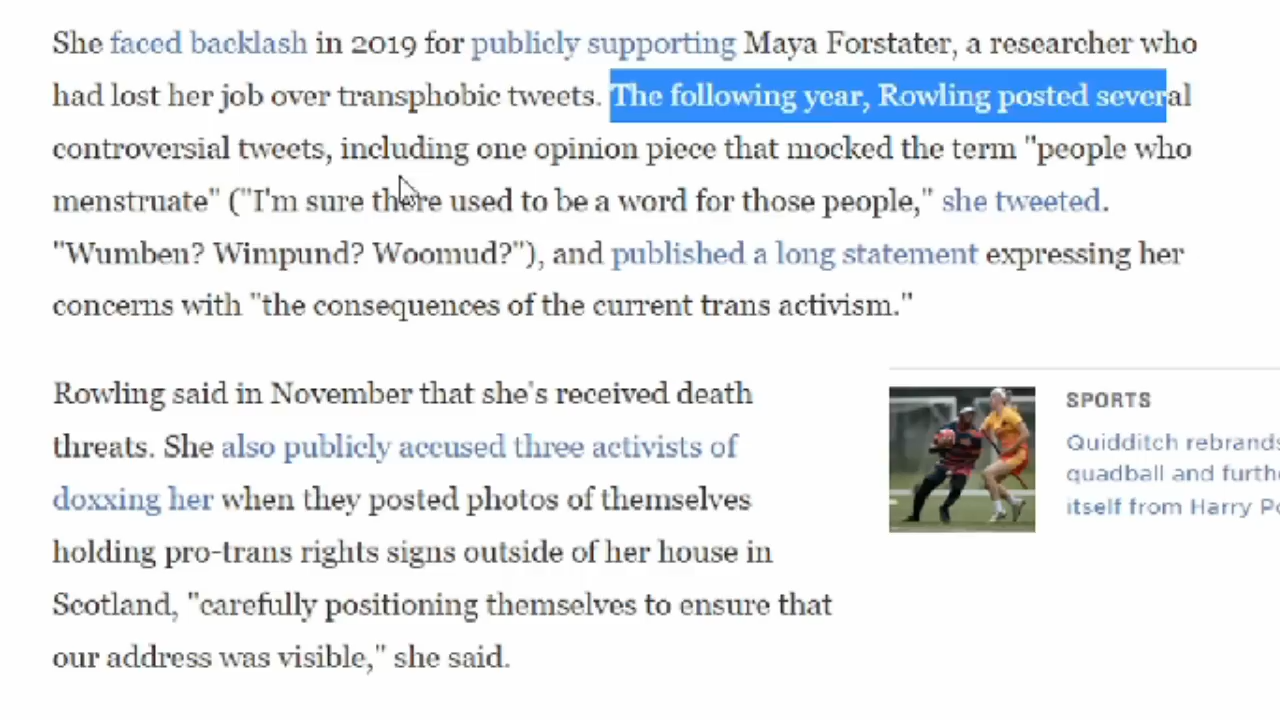 She faced backlash in 2019 for publicly supporting Maya Forstater, a researcher who
had lost her job over transphobic tweets. The following year, Rowling posted several
controversial tweets, including one opinion piece that mocked the term "people who
menstruate" ("I'm sure there used to be a word for those people," she tweeted.
"Wumben? Wimpund? Woomud?"), and published a long statement expressing her
concerns with "the consequences of the current trans activism."
Rowling said in November that she's received death
threats. She also publicly accused three activists of
doxxing her when they posted photos of themselves
holding pro-trans rights signs outside of her house in
Scotland, "carefully positioning themselves to ensure that
our address was visible," she said.
SPORTS
Quidditch rebrands
quadball and furthe
itself from Harry Po